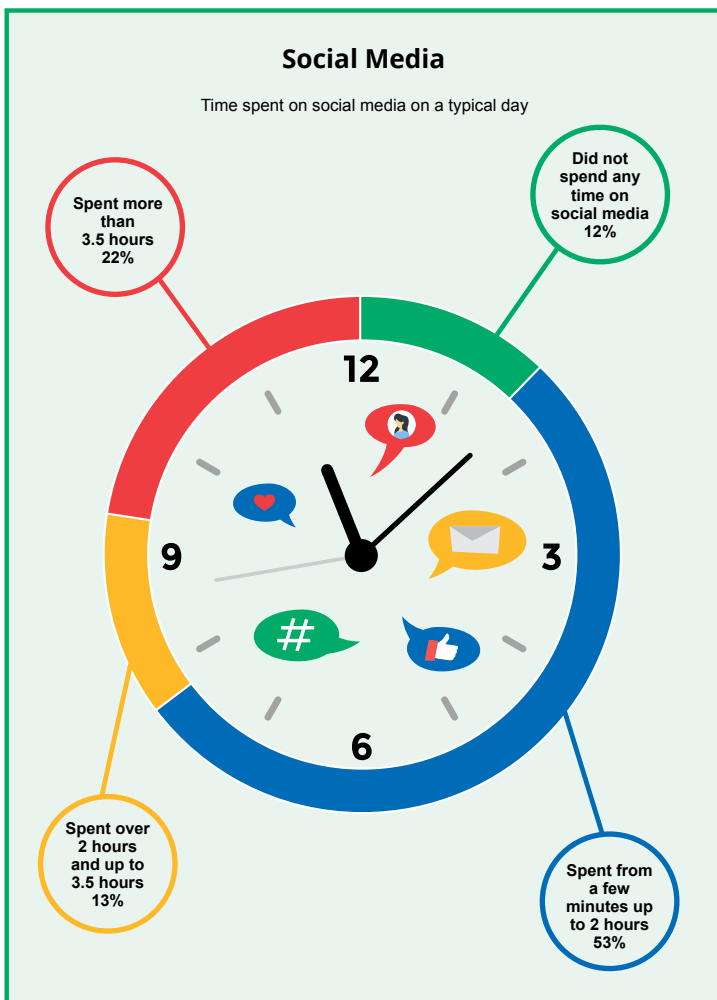 Social Media
Time spent on social media on a typical day
Did not
spend any
time on
social media
12%
Spent more
than
3.5 hours
22%
12
3
6
9
#
Spent over
2 hours
and up to
3.5 hours
13%
Spent from
a few
minutes up
to 2 hours
53%